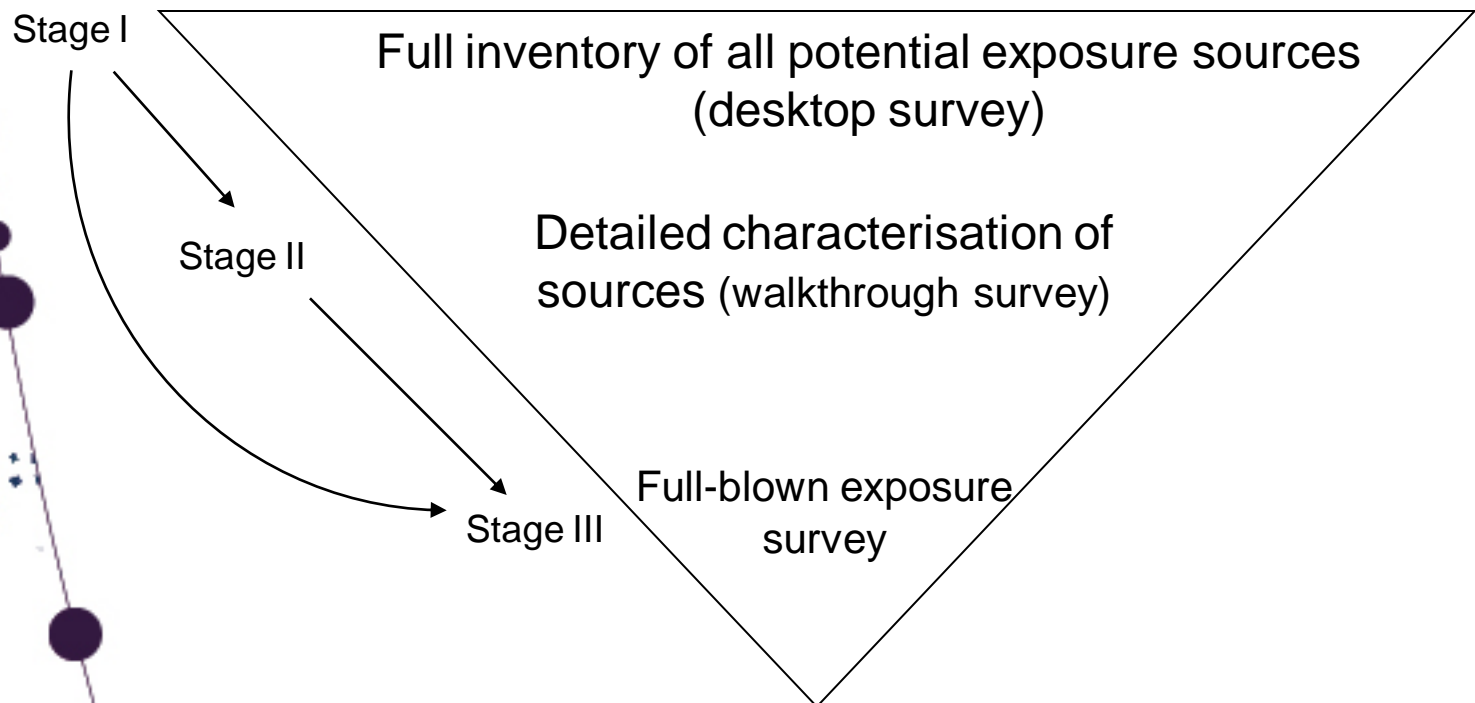 Stage I
Full inventory of all potential exposure sources
(desktop survey)
Stage II
Detailed characterisation of
sources (walkthrough survey)
Stage III
Full-blown exposure
survey